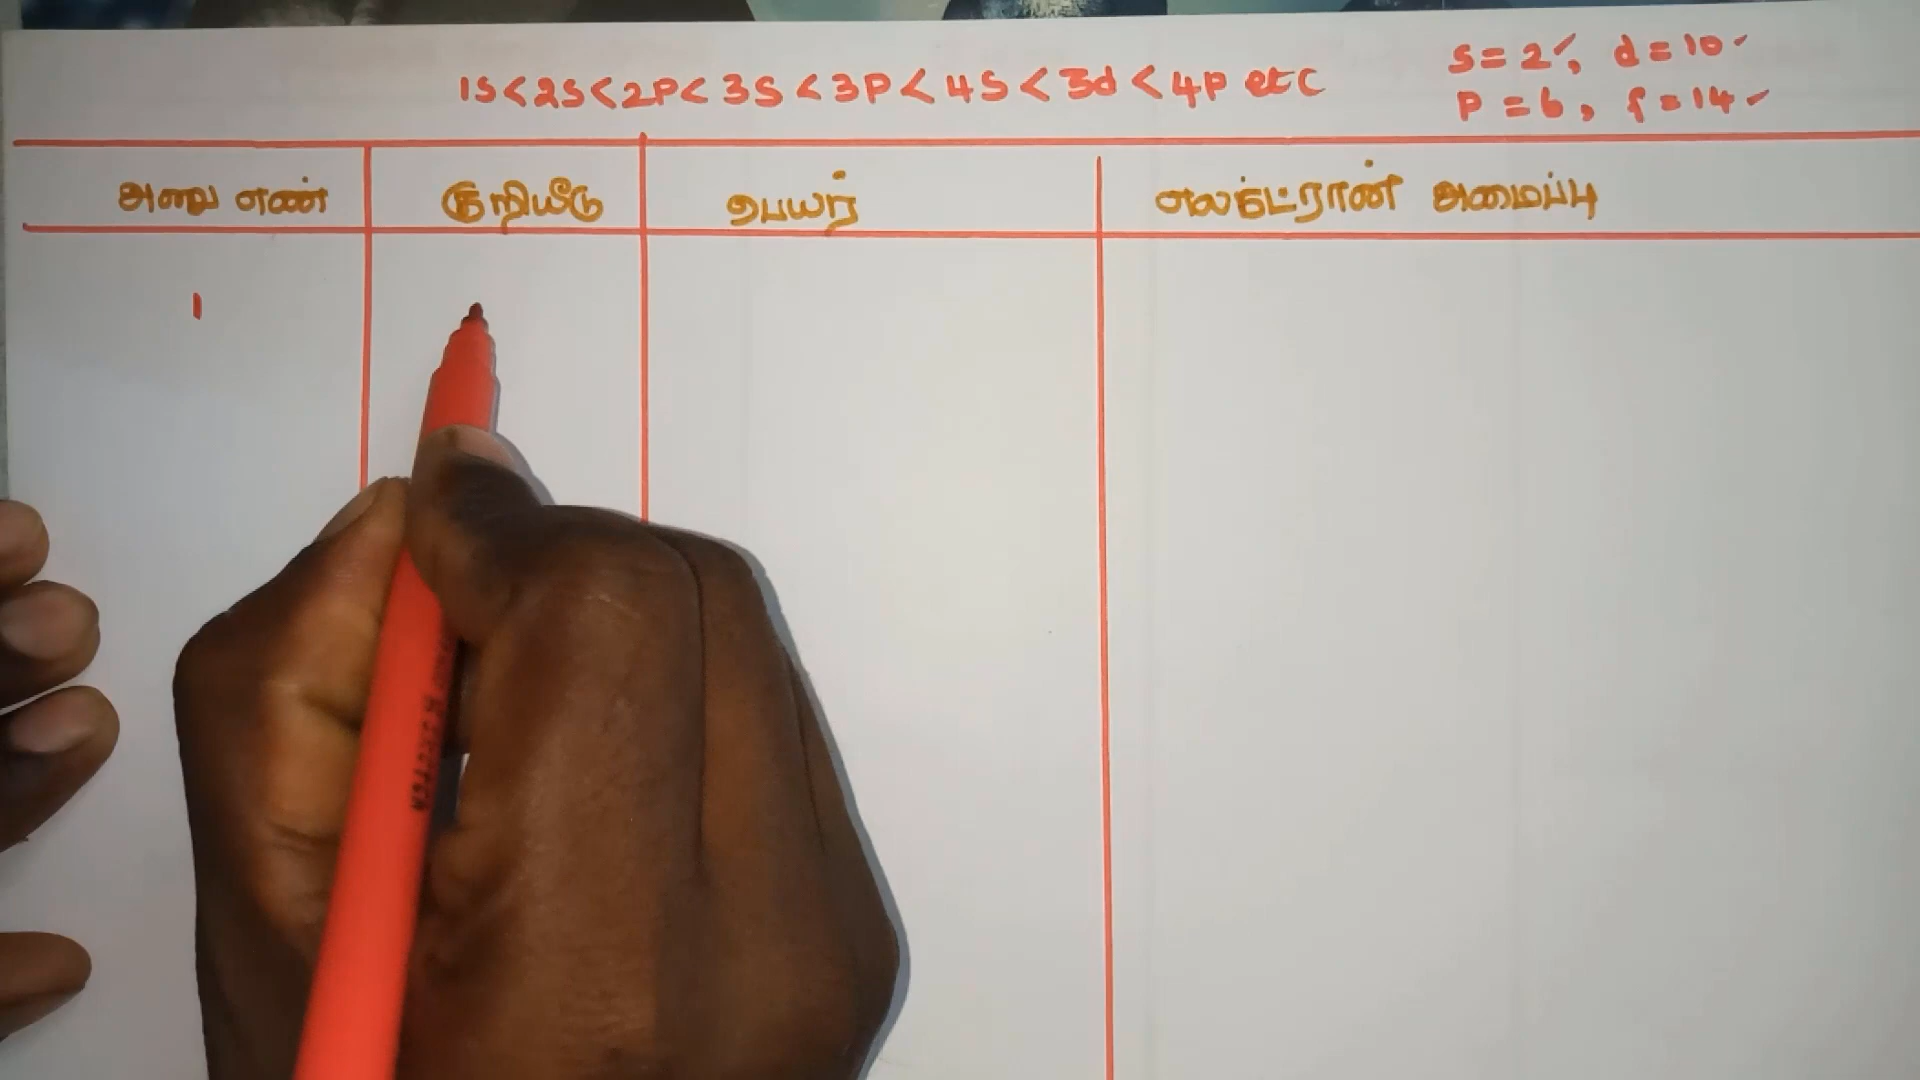 1S<2S<2P<3S<3P<4S<3d<4P etc
S=2✓, d=10✓
P=6, f=14✓
அணு எண் குறியீடு பெயர் எலக்ட்ரான் அமைப்பு
1